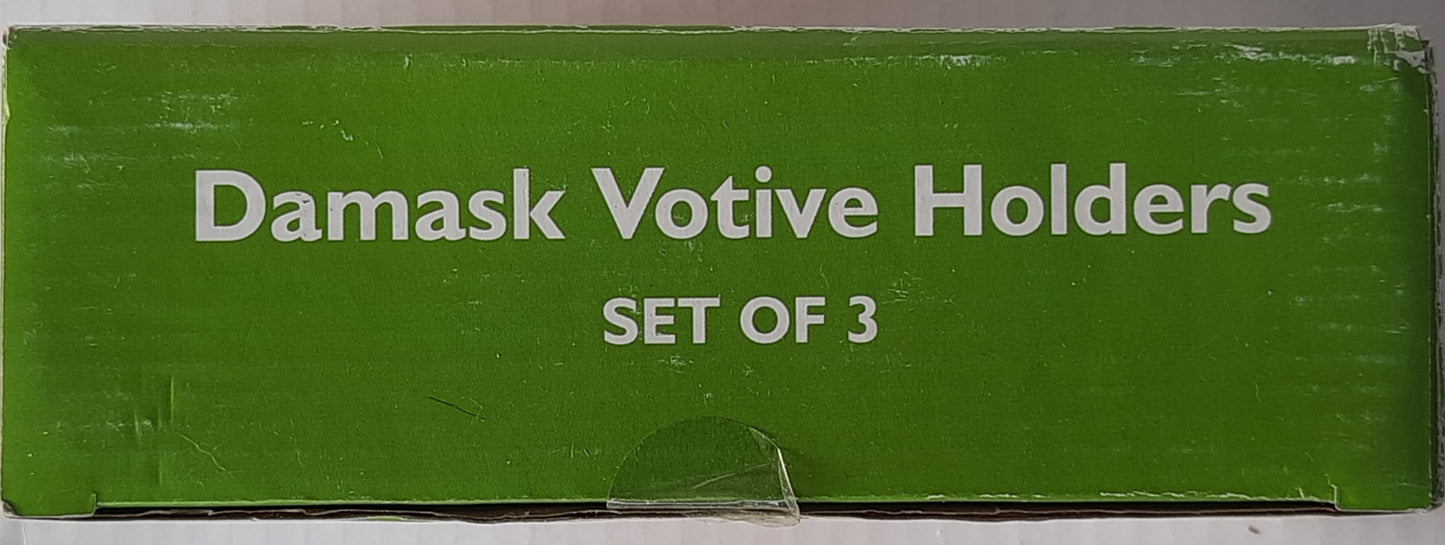 Damask Votive Holders
SET OF 3